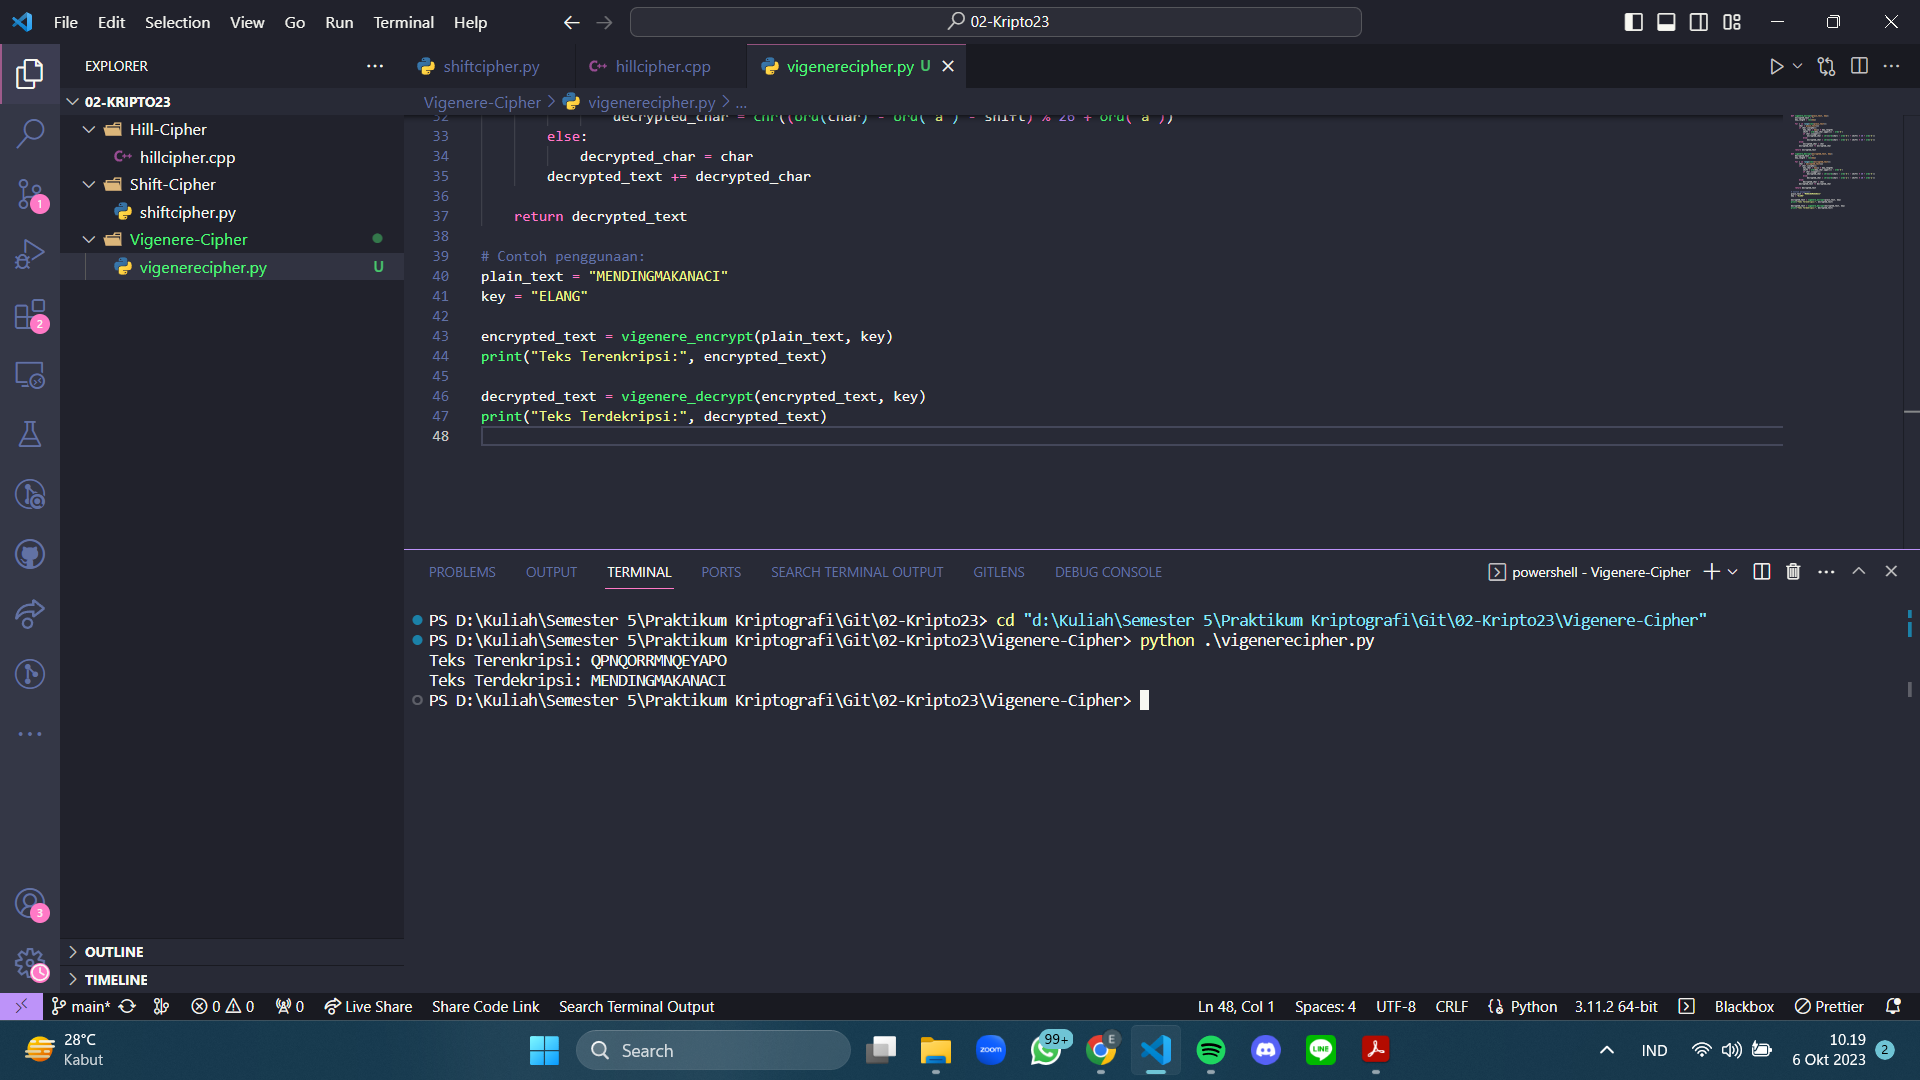 File Edit Selection View Go Run Terminal Help
02-Kripto23
EXPLORER
02-KRIPTO23
Hill-Cipher
hillcipher.cpp
Shift-Cipher
shiftcipher.py
Vigenere-Cipher
vigenerecipher.py U
shiftcipher.py
hillcipher.cpp
vigenerecipher.py U
Vigenere-Cipher > vigenerecipher.py > ...
32 decrypted_char = chr((ord(char) - ord('a') - shift) % 26 + ord('a'))
33 else:
34 decrypted_char = char
35 decrypted_text += decrypted_char
36
37 return decrypted_text
38
39 # Contoh penggunaan:
40 plain_text = "MENDINGMAKANACI"
41 key = "ELANG"
42
43 encrypted_text = vigenere_encrypt(plain_text, key)
44 print("Teks Terenkripsi:", encrypted_text)
45
46 decrypted_text = vigenere_decrypt(encrypted_text, key)
47 print("Teks Terdekripsi:", decrypted_text)
48
PROBLEMS OUTPUT TERMINAL PORTS SEARCH TERMINAL OUTPUT GITLENS DEBUG CONSOLE
powershell - Vigenere-Cipher
PS D:\Kuliah\Semester 5\Praktikum Kriptografi\Git\02-Kripto23> cd "d:\Kuliah\Semester 5\Praktikum Kriptografi\Git\02-Kripto23\Vigenere-Cipher"
PS D:\Kuliah\Semester 5\Praktikum Kriptografi\Git\02-Kripto23\Vigenere-Cipher> python .\vigenerecipher.py
Teks Terenkripsi: QPNQORRMNQEYAPO
Teks Terdekripsi: MENDINGMAKANACI
PS D:\Kuliah\Semester 5\Praktikum Kriptografi\Git\02-Kripto23\Vigenere-Cipher>
1
2
3
OUTLINE
TIMELINE
main* 0 0 0 Live Share Share Code Link Search Terminal Output
Ln 48, Col 1 Spaces: 4 UTF-8 CRLF Python 3.11.2 64-bit Blackbox Prettier
28°C
Kabut
Search
zoom
99+
E
LINE
IND
10.19
6 Okt 2023
2